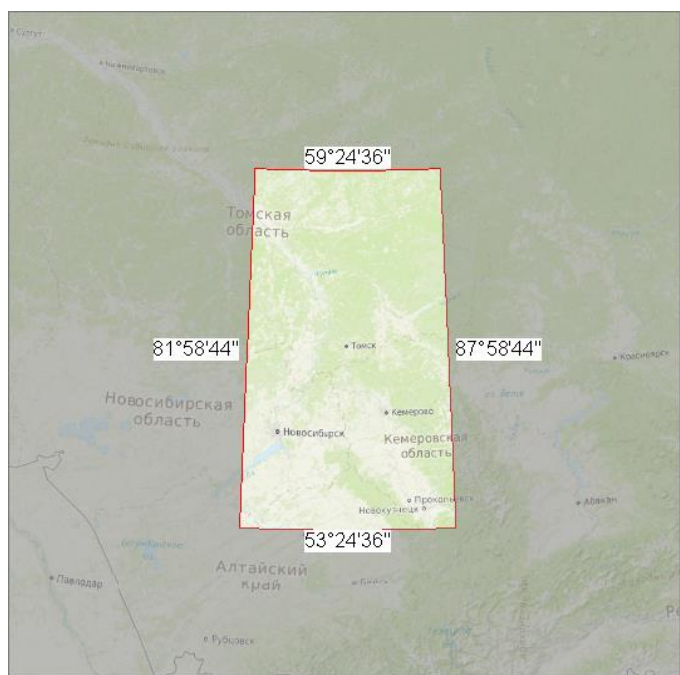 Сургут
Нижневартовск
59°24'36"
Томская
область
81°58'44"
Томск
87°58'44"
Красноярск
Новосибирская
область
Кемерово
Новосибирск
Кемеровская
область
Прокопьевск
Абакан
Новокузнецк
53°24'36"
Алтайский
край
Павлодар
Бийск
Рубцовск